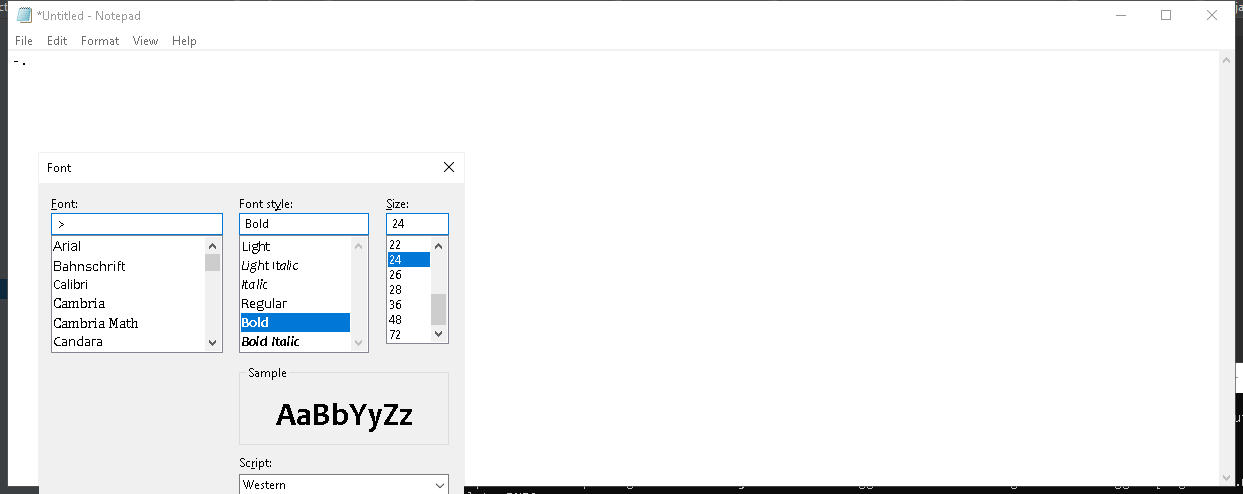 *Untitled - Notepad
File Edit Format View Help
-.
Font
Font: Font style: Size:
> Bold 24
Arial Light 22
Bahnschrift Light Italic 24
Calibri Italic 26
Cambria Regular 28
Cambria Math Bold 36
Candara Bold Italic 48
72
Sample
AaBbYyZz
Script:
Western